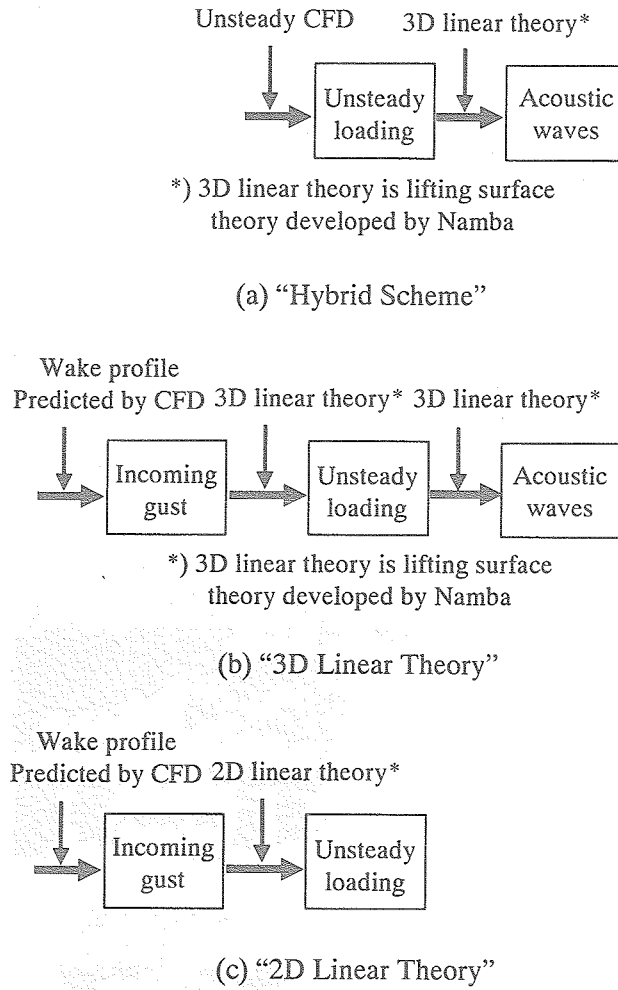 Unsteady CFD 3D linear theory*
Unsteady Acoustic
loading waves
*) 3D linear theory is lifting surface
theory developed by Namba
(a) “Hybrid Scheme”
Wake profile
Predicted by CFD 3D linear theory* 3D linear theory*
Incoming Unsteady Acoustic
gust loading waves
*) 3D linear theory is lifting surface
theory developed by Namba
(b) “3D Linear Theory”
Wake profile
Predicted by CFD 2D linear theory*
Incoming Unsteady
gust loading
(c) “2D Linear Theory”